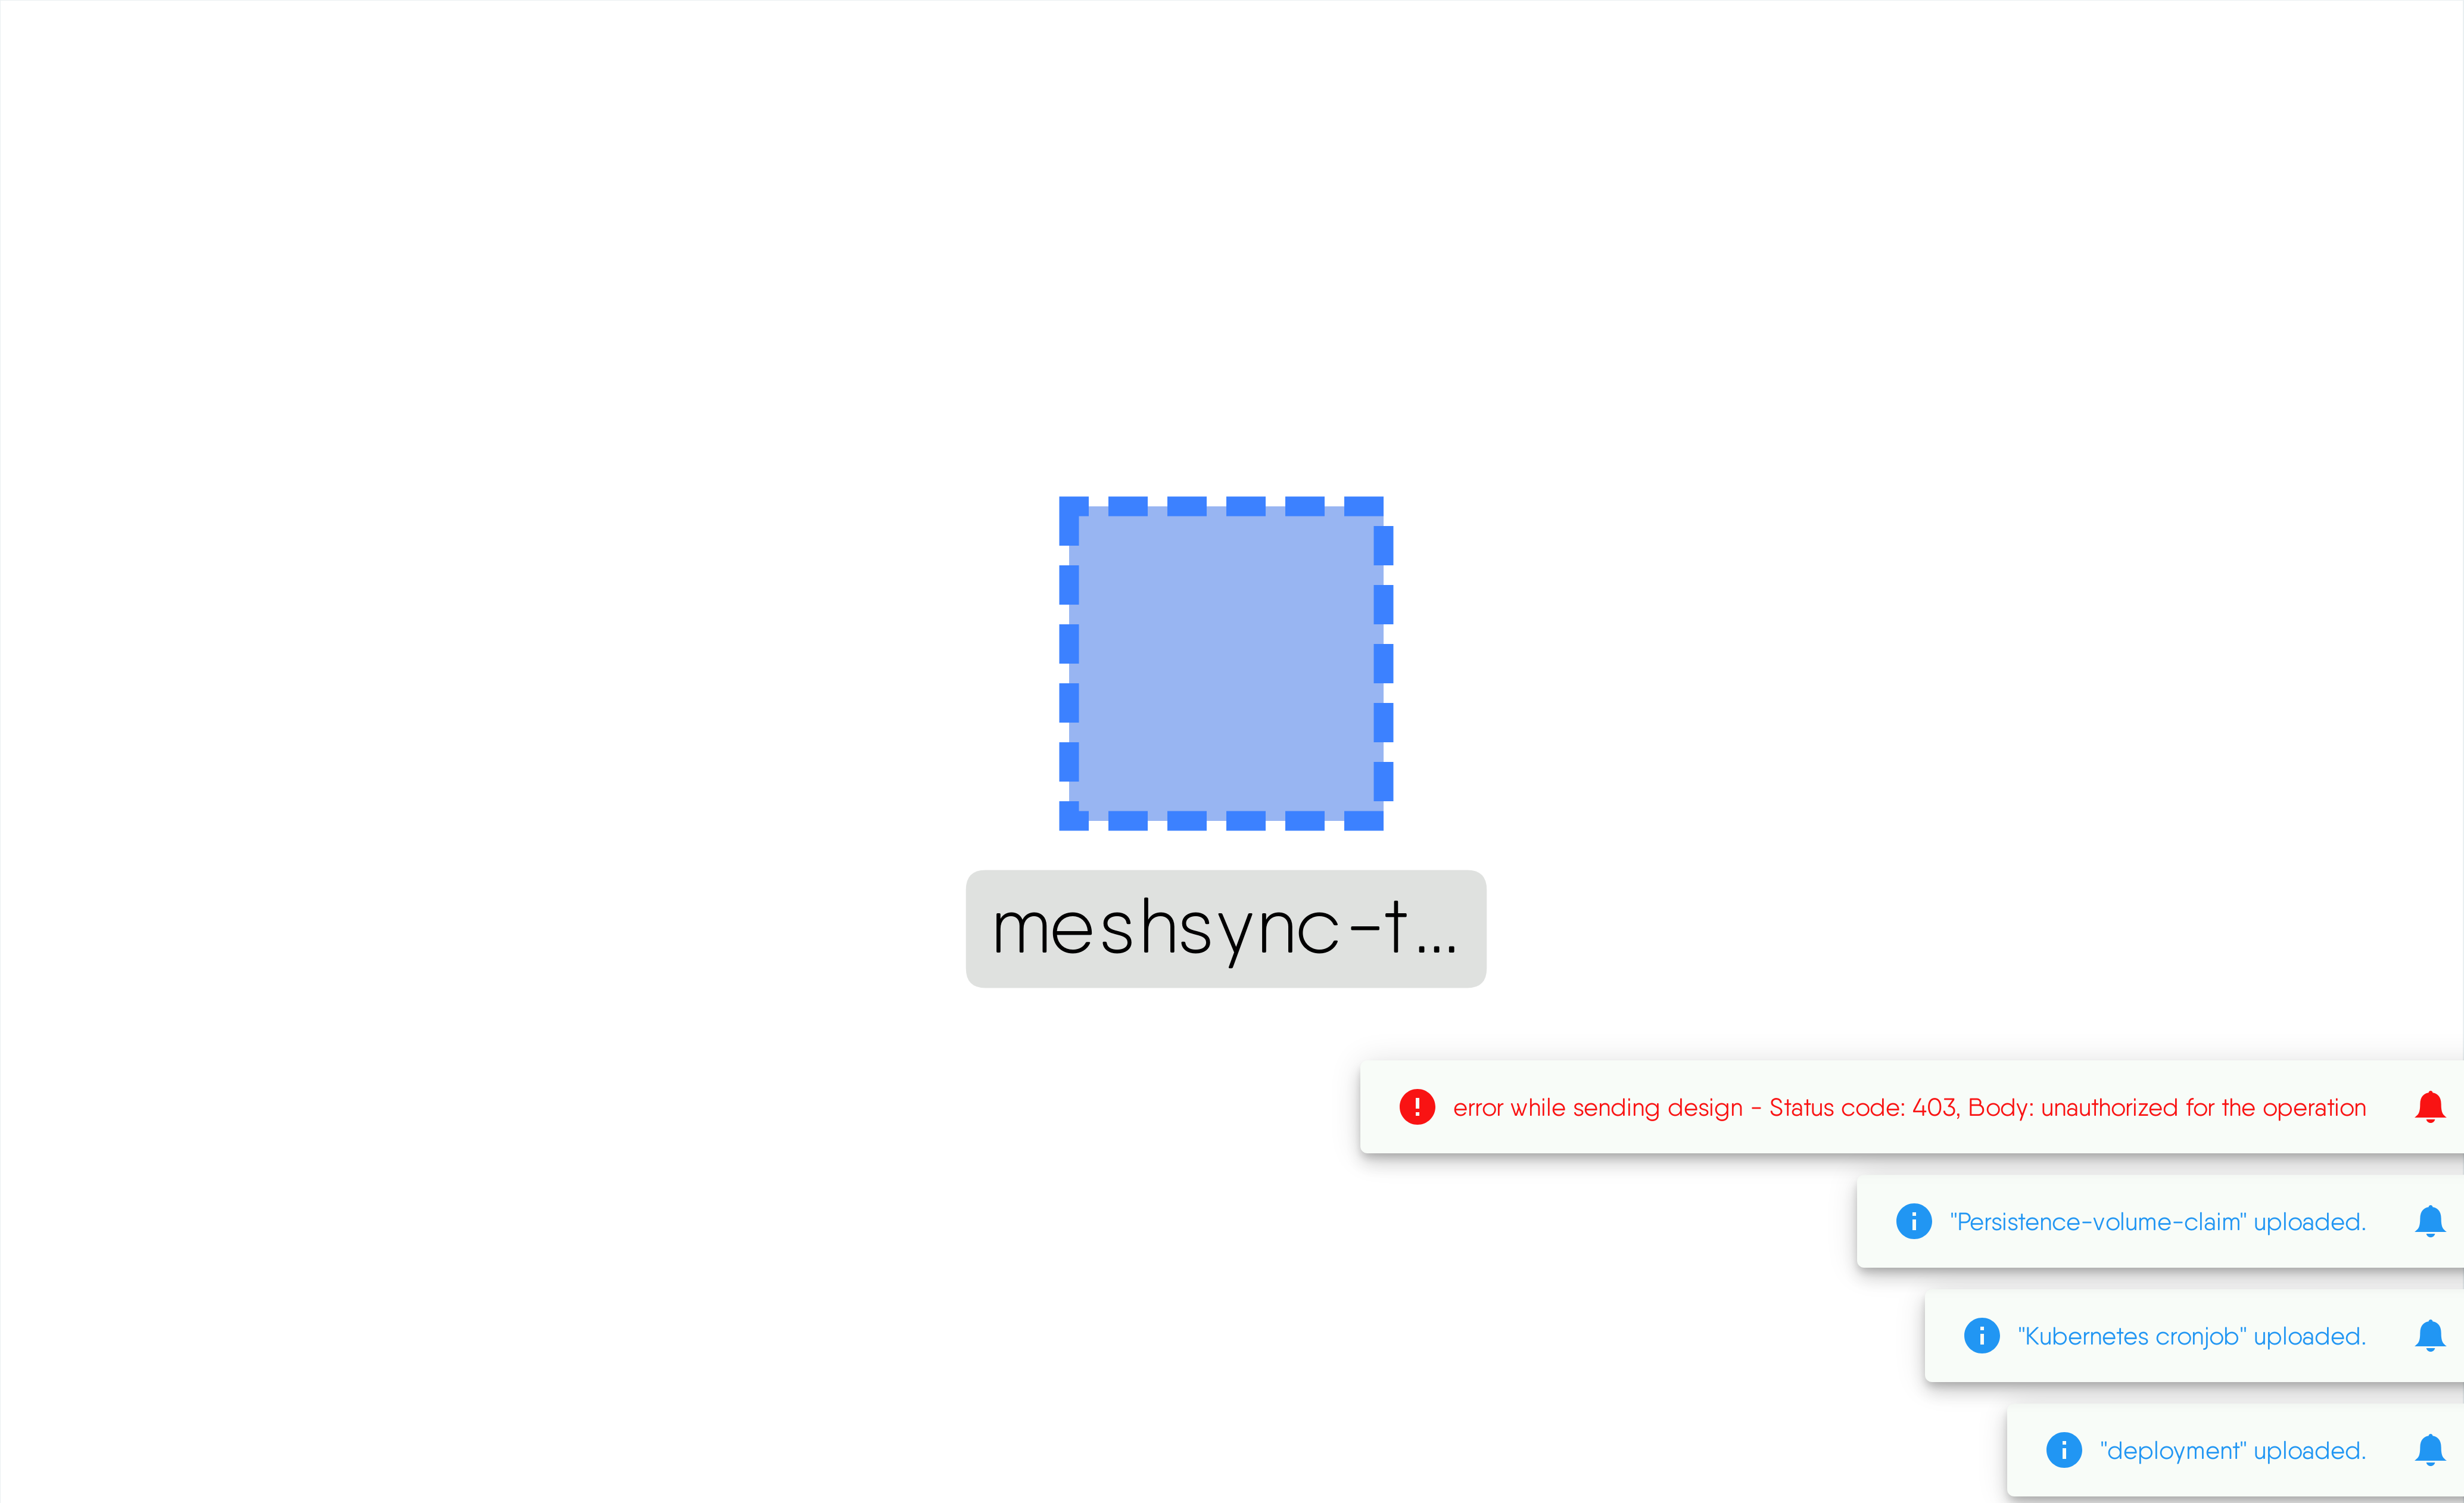 meshsync-t...
error while sending design - Status code: 403, Body: unauthorized for the operation
"Persistence-volume-claim" uploaded.
"Kubernetes cronjob" uploaded.
"deployment" uploaded.